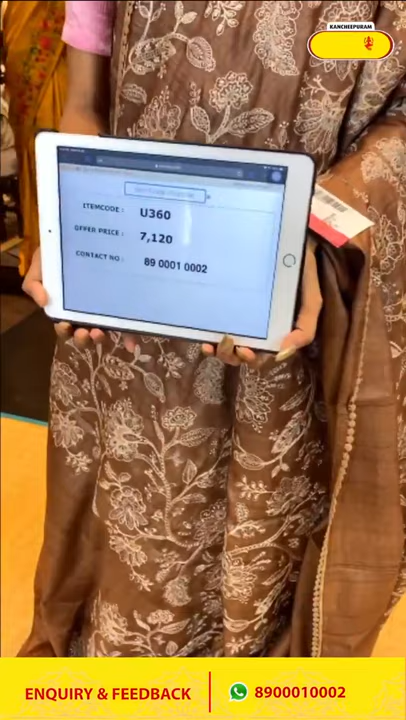 KANCHEEPURAM
ITEMCODE : U360
OFFER PRICE : 7,120
CONTACT NO : 89 0001 0002
ENQUIRY & FEEDBACK 8900010002